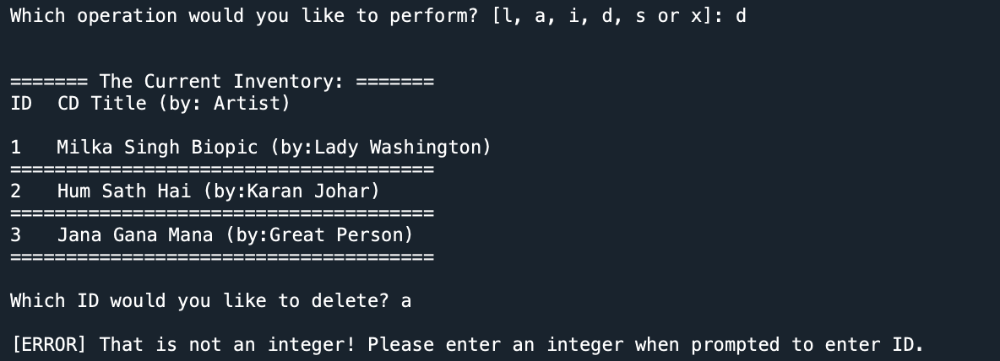 Which operation would you like to perform? [l, a, i, d, s or x]: d
======= The Current Inventory: =======
ID  CD Title (by: Artist)
1   Milka Singh Biopic (by:Lady Washington)
======================================
2   Hum Sath Hai (by:Karan Johar)
======================================
3   Jana Gana Mana (by:Great Person)
======================================
Which ID would you like to delete? a
[ERROR] That is not an integer! Please enter an integer when prompted to enter ID.